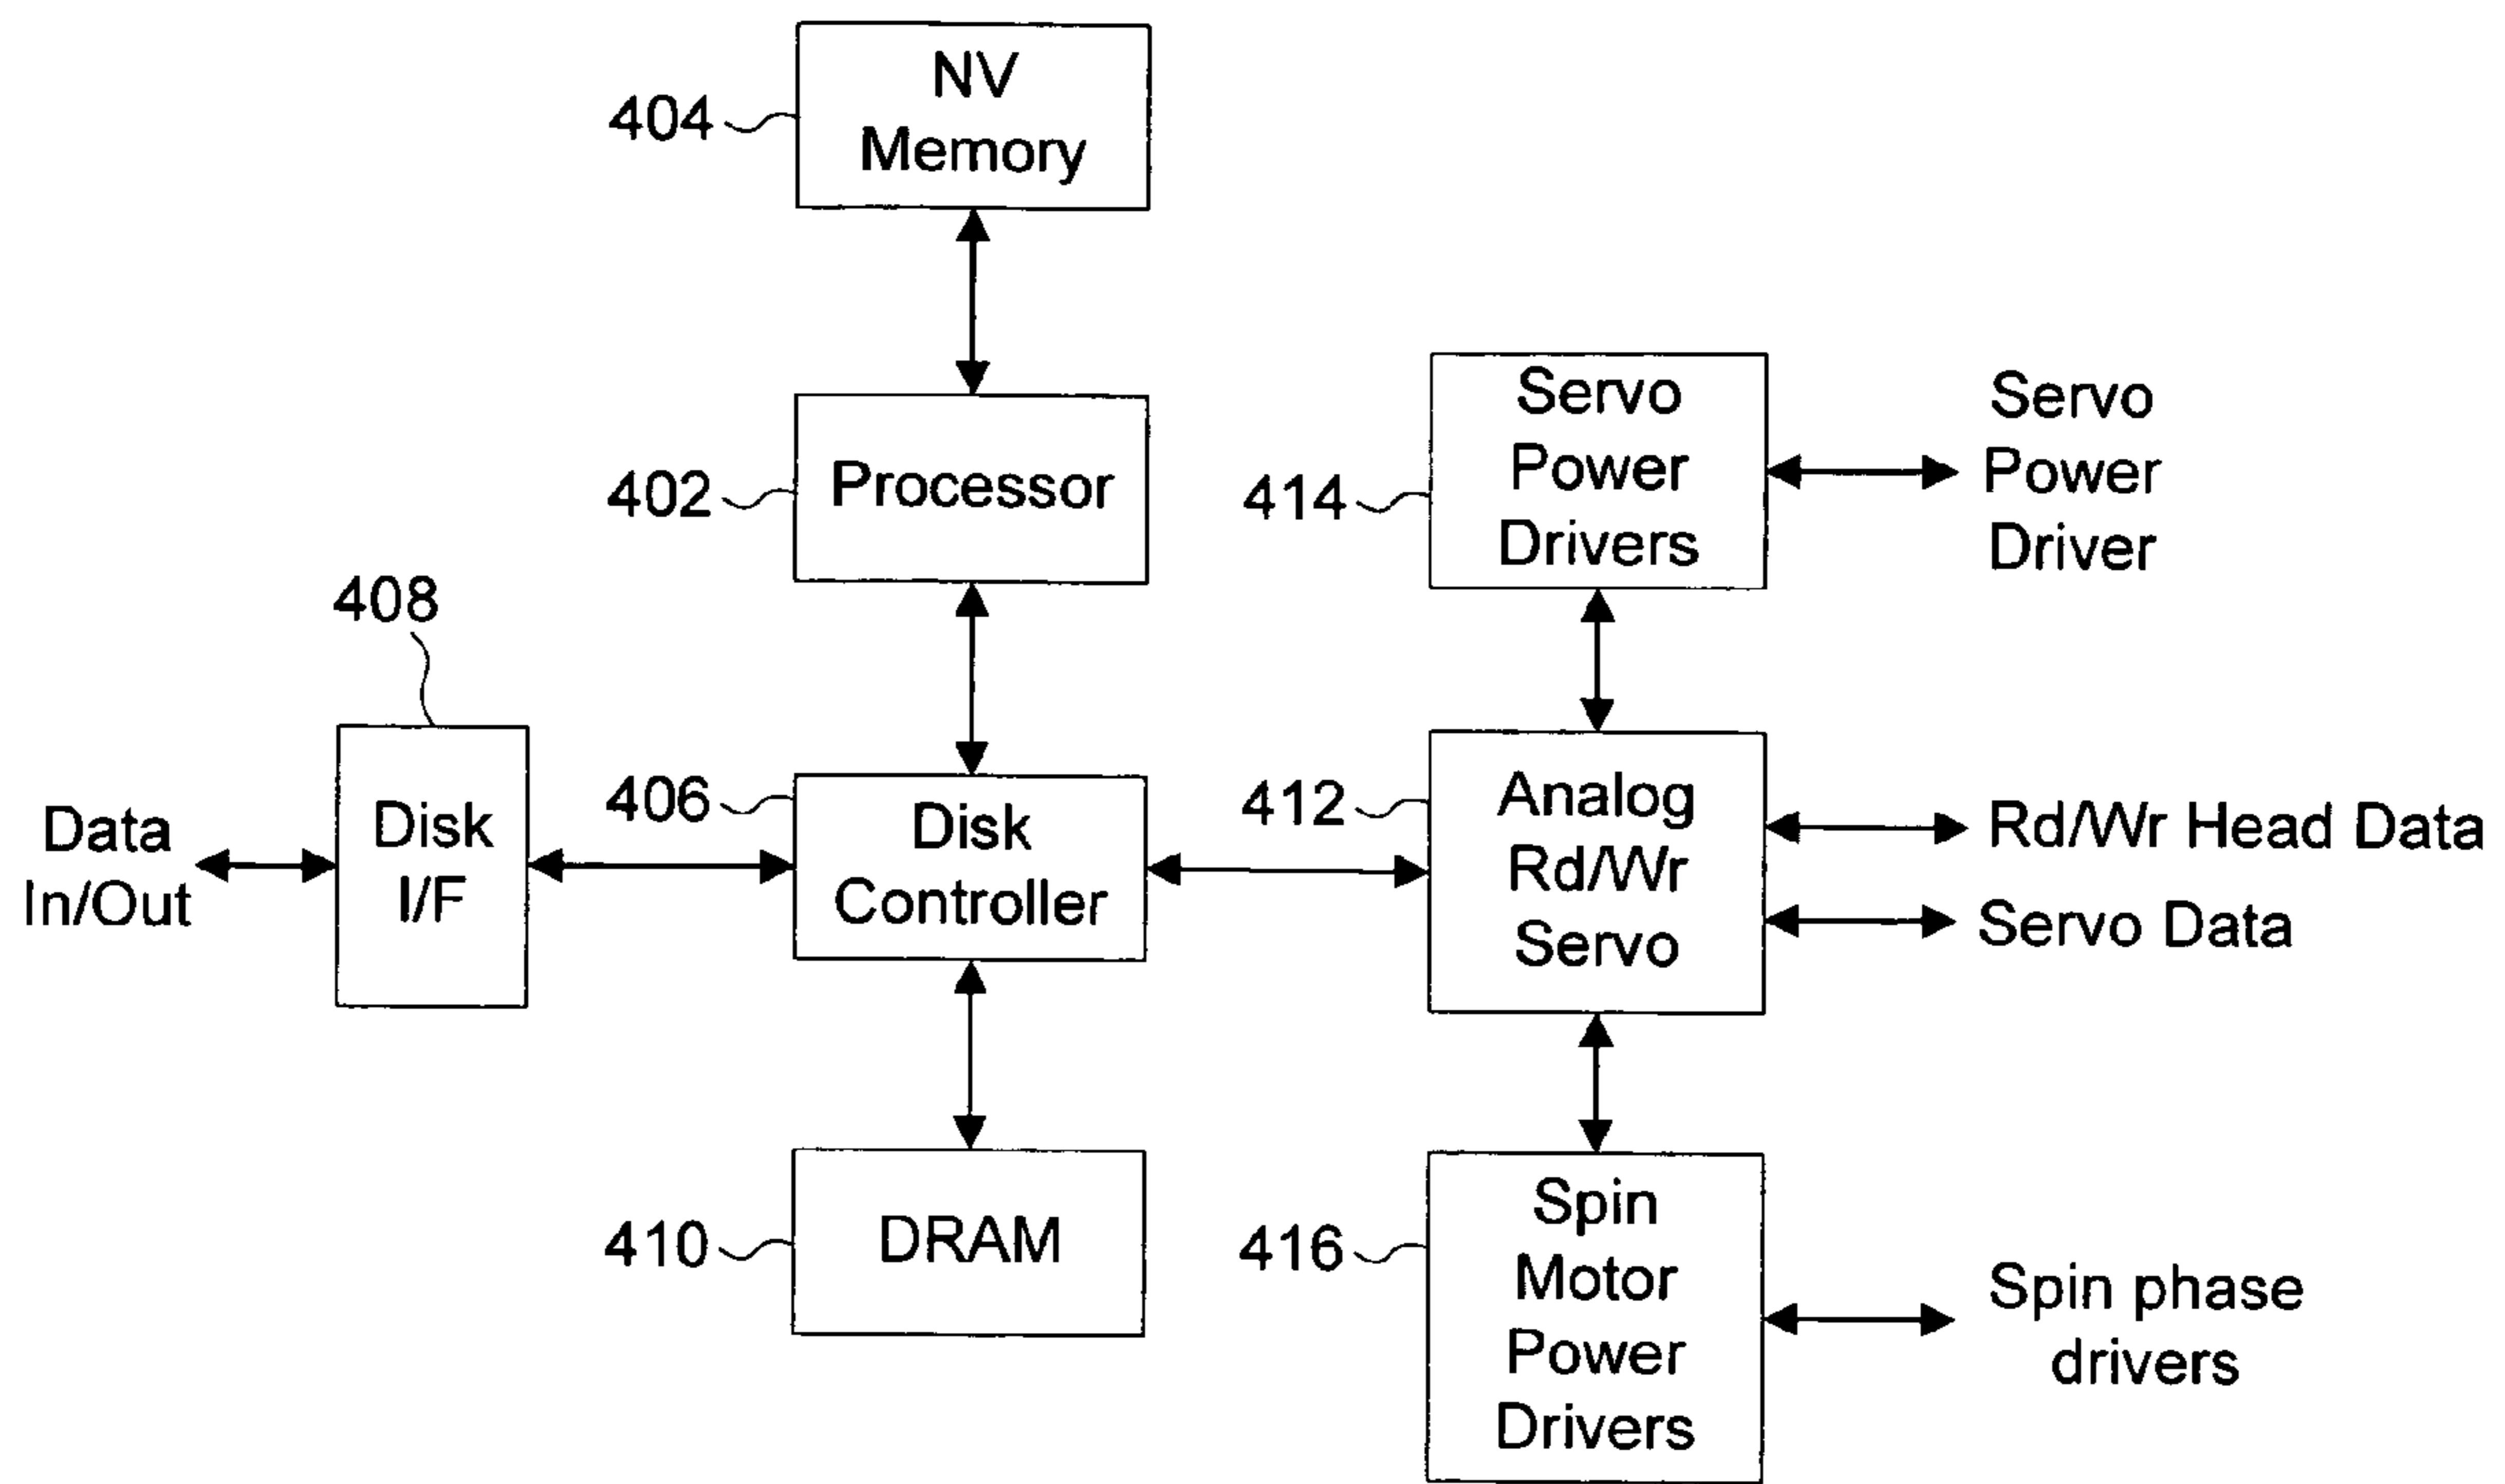 NV
Memory
404
Processor
402
Servo
Power
Drivers
414
Servo
Power
Driver
408
Data
In/Out
Disk
I/F
406
Disk
Controller
412
Analog
Rd/Wr
Servo
Rd/Wr Head Data
Servo Data
410
DRAM
416
Spin
Motor
Power
Drivers
Spin phase
drivers